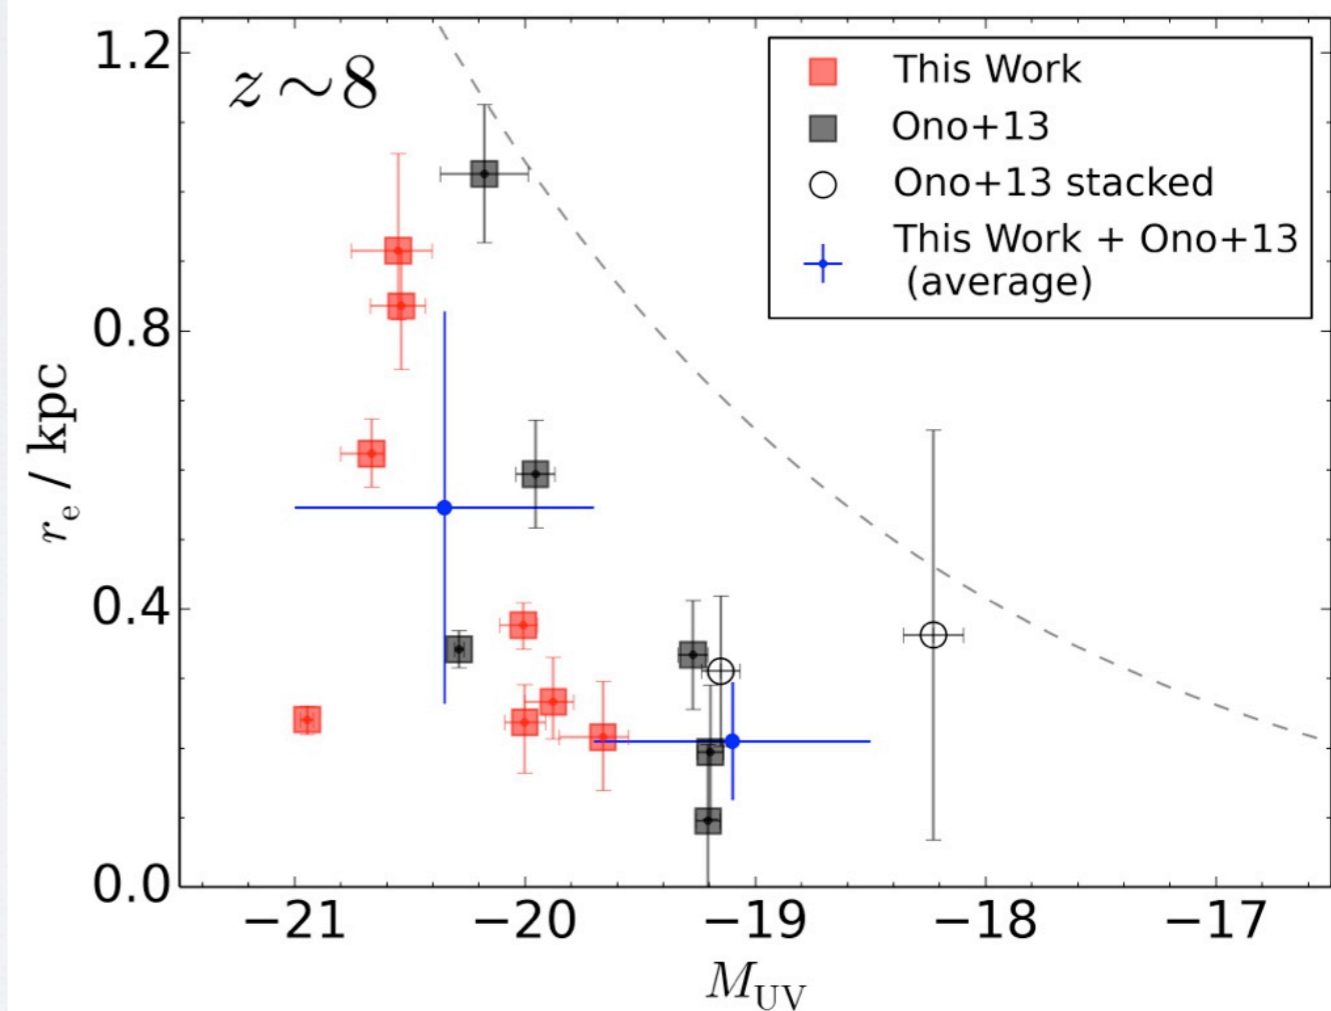 1.2
z~8
This Work
Ono+13
Ono+13 stacked
This Work + Ono+13
(average)
0.8
0.4
0.0
r_e / kpc
−21 −20 −19 −18 −17
M_UV